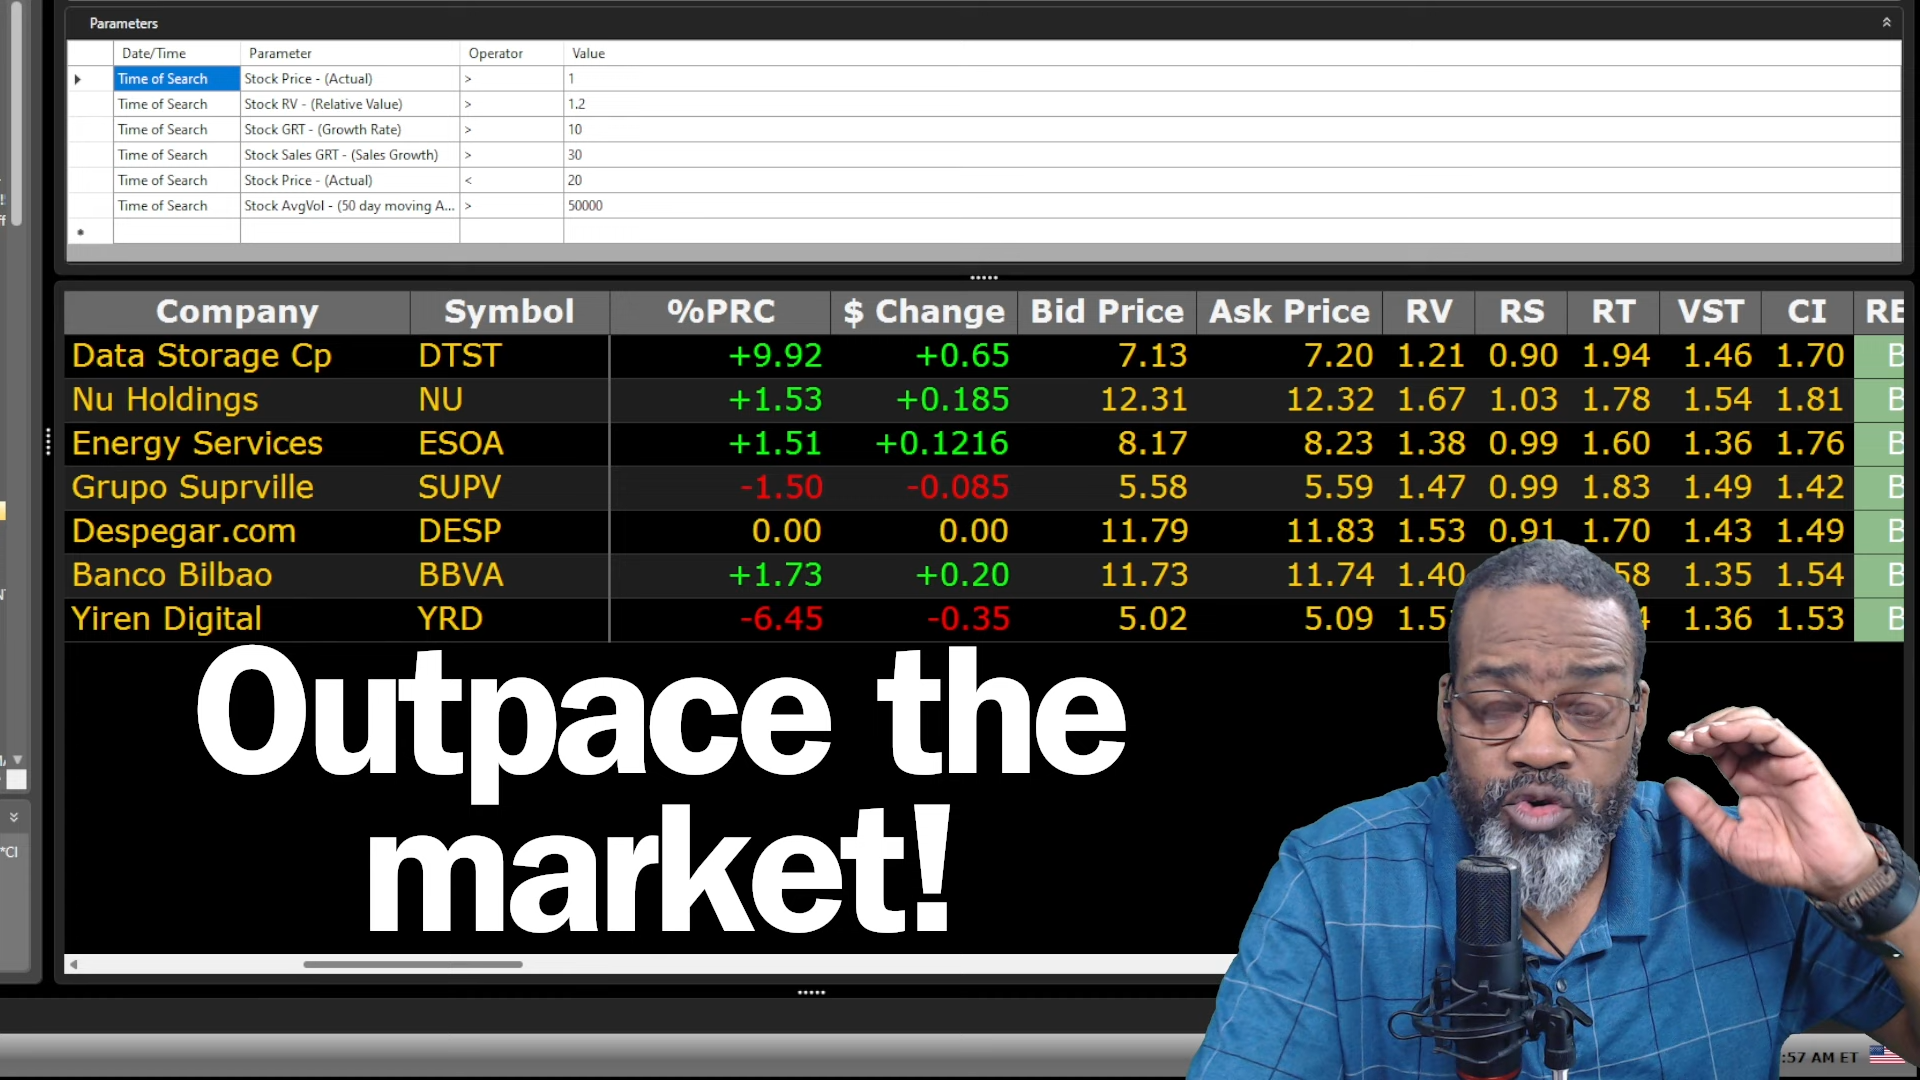 Parameters
Date/Time Parameter Operator Value
Time of Search Stock Price - (Actual) > 1
Time of Search Stock RV - (Relative Value) > 1.2
Time of Search Stock GRT - (Growth Rate) > 10
Time of Search Stock Sales GRT - (Sales Growth) > 30
Time of Search Stock Price - (Actual) < 20
Time of Search Stock AvgVol - (50 day moving A... > 50000
Company Symbol %PRC $ Change Bid Price Ask Price RV RS RT VST CI RE
Data Storage Cp DTST +9.92 +0.65 7.13 7.20 1.21 0.90 1.94 1.46 1.70 B
Nu Holdings NU +1.53 +0.185 12.31 12.32 1.67 1.03 1.78 1.54 1.81 B
Energy Services ESOA +1.51 +0.1216 8.17 8.23 1.38 0.99 1.60 1.36 1.76 B
Grupo Suprville SUPV -1.50 -0.085 5.58 5.59 1.47 0.99 1.83 1.49 1.42 B
Despegar.com DESP 0.00 0.00 11.79 11.83 1.53 0.91 1.70 1.43 1.49 B
Banco Bilbao BBVA +1.73 +0.20 11.73 11.74 1.40 58 1.35 1.54 B
Yiren Digital YRD -6.45 -0.35 5.02 5.09 1.5 4 1.36 1.53 B
Outpace the
market!
*CI
:57 AM ET